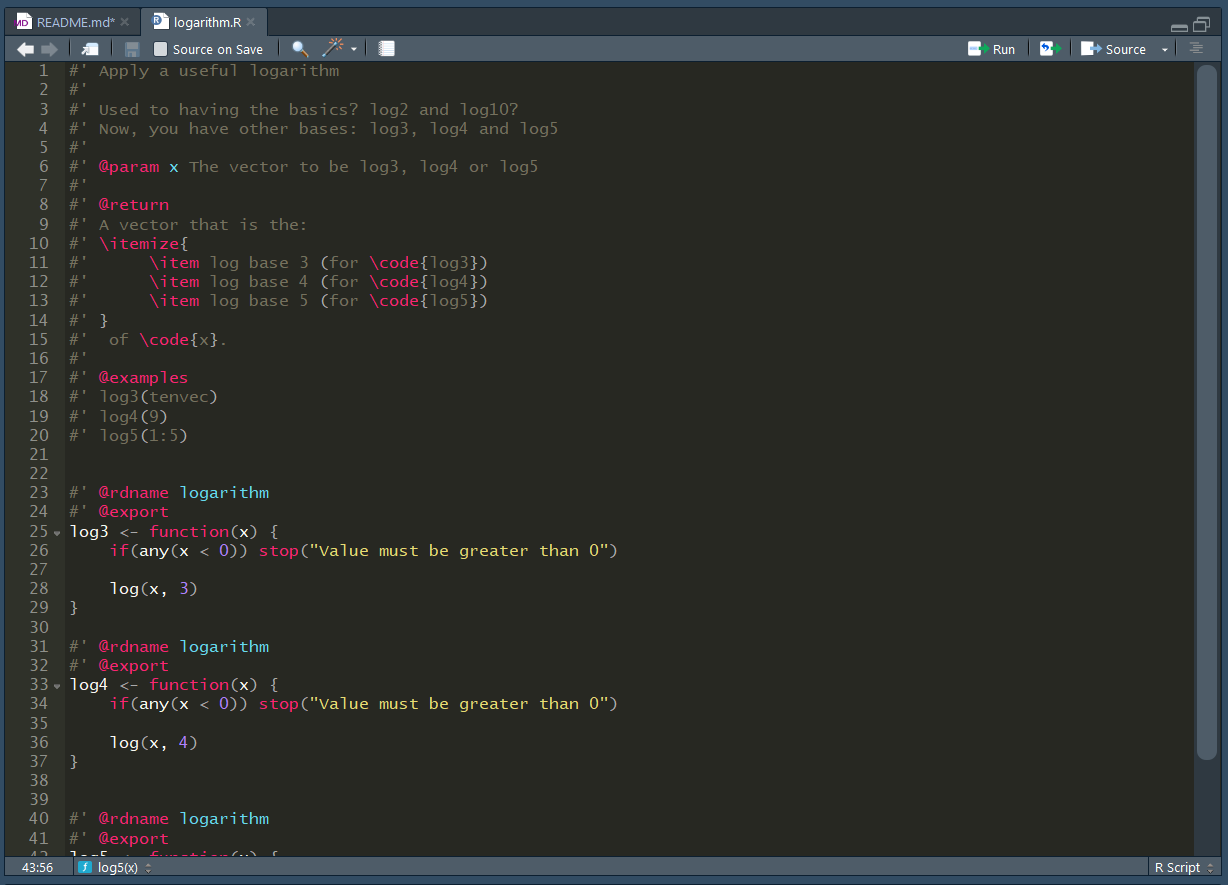 README.md* logarithm.R
Source on Save Run Source
1 #' Apply a useful logarithm
2 #'
3 #' Used to having the basics? log2 and log10?
4 #' Now, you have other bases: log3, log4 and log5
5 #'
6 #' @param x The vector to be log3, log4 or log5
7 #'
8 #' @return
9 #' A vector that is the:
10 #' \itemize{
11 #'      \item log base 3 (for \code{log3})
12 #'      \item log base 4 (for \code{log4})
13 #'      \item log base 5 (for \code{log5})
14 #' }
15 #'  of \code{x}.
16 #'
17 #' @examples
18 #' log3(tenvec)
19 #' log4(9)
20 #' log5(1:5)
21
22
23 #' @rdname logarithm
24 #' @export
25 log3 <- function(x) {
26     if(any(x < 0)) stop("Value must be greater than 0")
27
28     log(x, 3)
29 }
30
31 #' @rdname logarithm
32 #' @export
33 log4 <- function(x) {
34     if(any(x < 0)) stop("Value must be greater than 0")
35
36     log(x, 4)
37 }
38
39
40 #' @rdname logarithm
41 #' @export
42 log5 <- function(x) {
43:56 log5(x) R Script